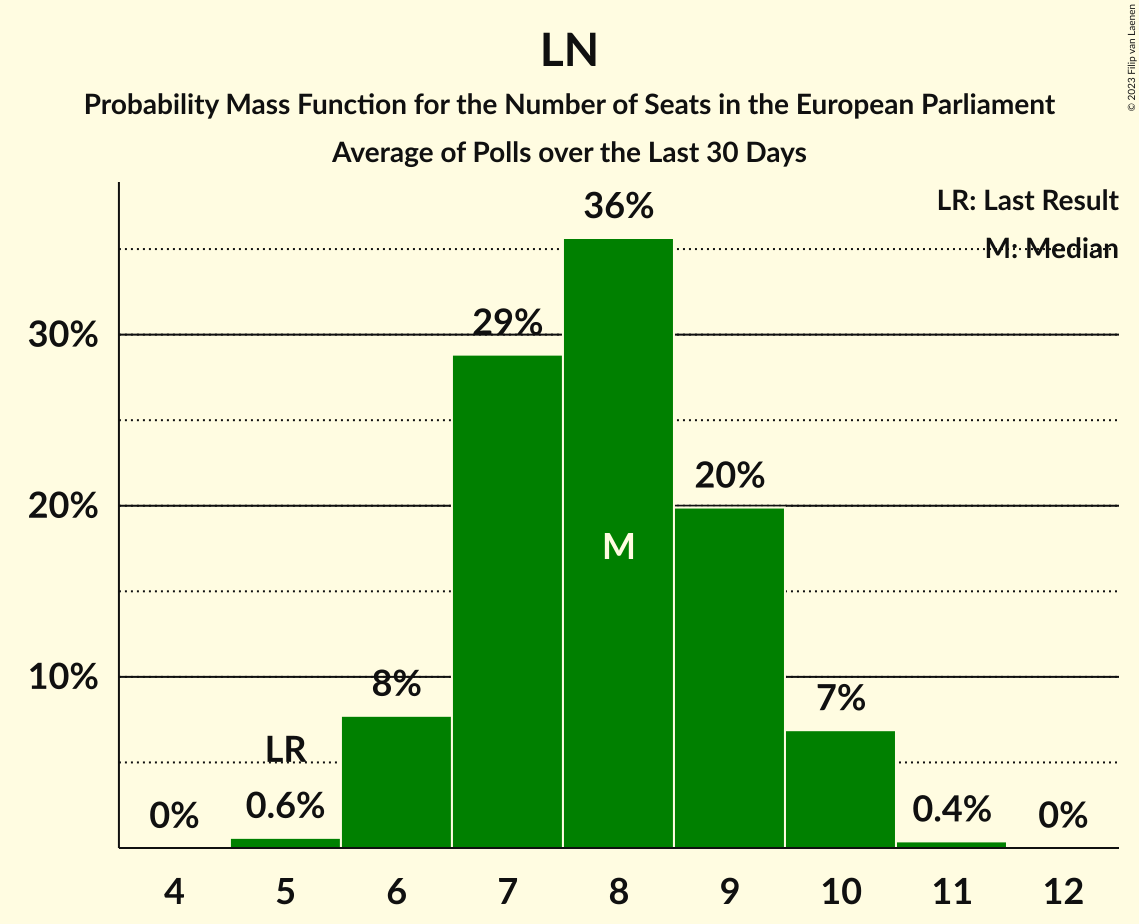 LN
Probability Mass Function for the Number of Seats in the European Parliament
Average of Polls over the Last 30 Days
© 2023 Filip van Laenen
LR: Last Result
M: Median
36%
29%
30%
20%
20%
M
10%
8%
7%
LR
0%
0.6%
0.4%
0%
4 5 6 7 8 9 10 11 12